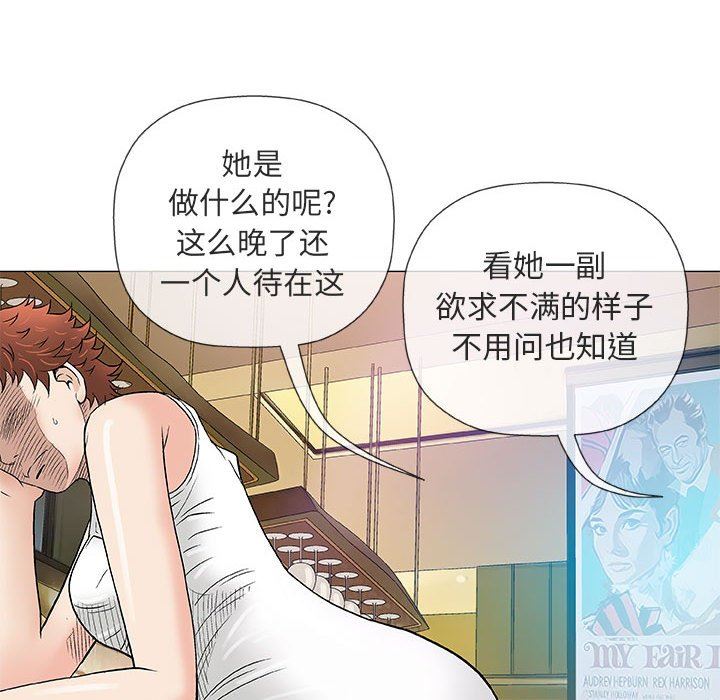 她是
做什么的呢?
这么晚了还
一个人待在这
看她一副
欲求不满的样子
不用问也知道
MY FAIR
AUDREY HEPBURN REX HARRISON
STANLEY HOLLOWAY